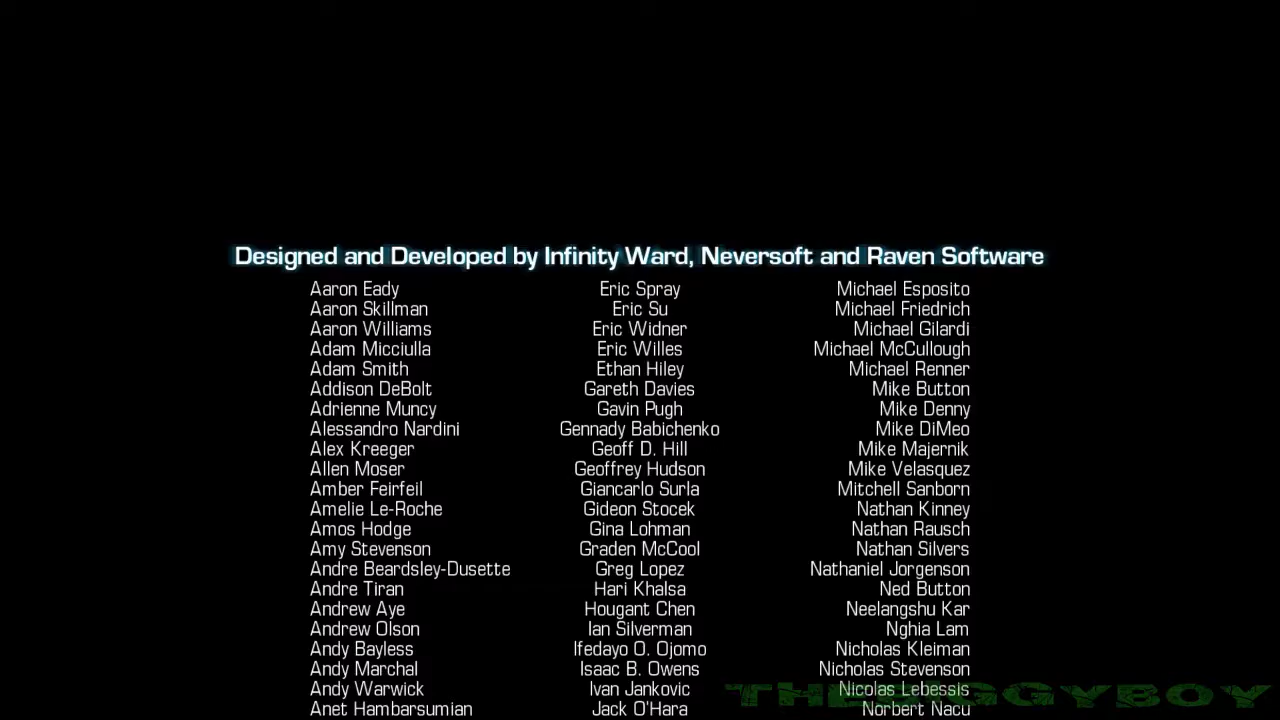 Designed and Developed by Infinity Ward, Neversoft and Raven Software
Aaron Eady Eric Spray Michael Esposito
Aaron Skillman Eric Su Michael Friedrich
Aaron Williams Eric Widner Michael Gilardi
Adam Micciulla Eric Willes Michael McCullough
Adam Smith Ethan Hiley Michael Renner
Addison DeBolt Gareth Davies Mike Button
Adrienne Muncy Gavin Pugh Mike Denny
Alessandro Nardini Gennady Babichenko Mike DiMeo
Alex Kreeger Geoff D. Hill Mike Majernik
Allen Moser Geoffrey Hudson Mike Velasquez
Amber Feirfeil Giancarlo Surla Mitchell Sanborn
Amelie Le-Roche Gideon Stocek Nathan Kinney
Amos Hodge Gina Lohman Nathan Rausch
Amy Stevenson Graden McCool Nathan Silvers
Andre Beardsley-Dusette Greg Lopez Nathaniel Jorgenson
Andre Tiran Hari Khalsa Ned Button
Andrew Aye Hougant Chen Neelangshu Kar
Andrew Olson Ian Silverman Nghia Lam
Andy Bayless Ifedayo O. Ojomo Nicholas Kleiman
Andy Marchal Isaac B. Owens Nicholas Stevenson
Andy Warwick Ivan Jankovic Nicolas Lebessis
Anet Hambarsumian Jack O'Hara Norbert Nacu
THEBIGGYBOY